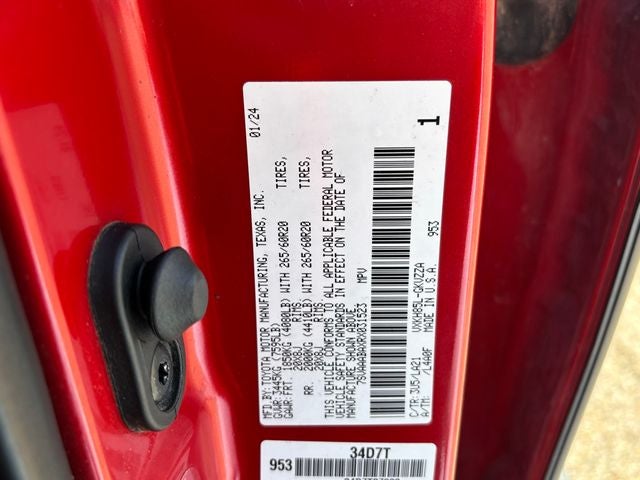 MFD.BY:TOYOTA MOTOR MANUFACTURING, TEXAS, INC. 01/24
GVWR:3445KG(7595LB)
GAWR:FRT. 1850KG (4080LB) WITH 265/60R20 TIRES,
20x8J RIMS,
RR. 2000KG (4410LB) WITH 265/60R20 TIRES,
20x8J RIMS,
THIS VEHICLE CONFORMS TO ALL APPLICABLE FEDERAL MOTOR
VEHICLE SAFETY STANDARDS IN EFFECT ON THE DATE OF
MANUFACTURE SHOWN ABOVE.
MPV
C/TR:3U5/LA21 VXKH85L-GKUZZA 953
A/TM: /L4A0F MADE IN U.S.A.
1
34D7T
953